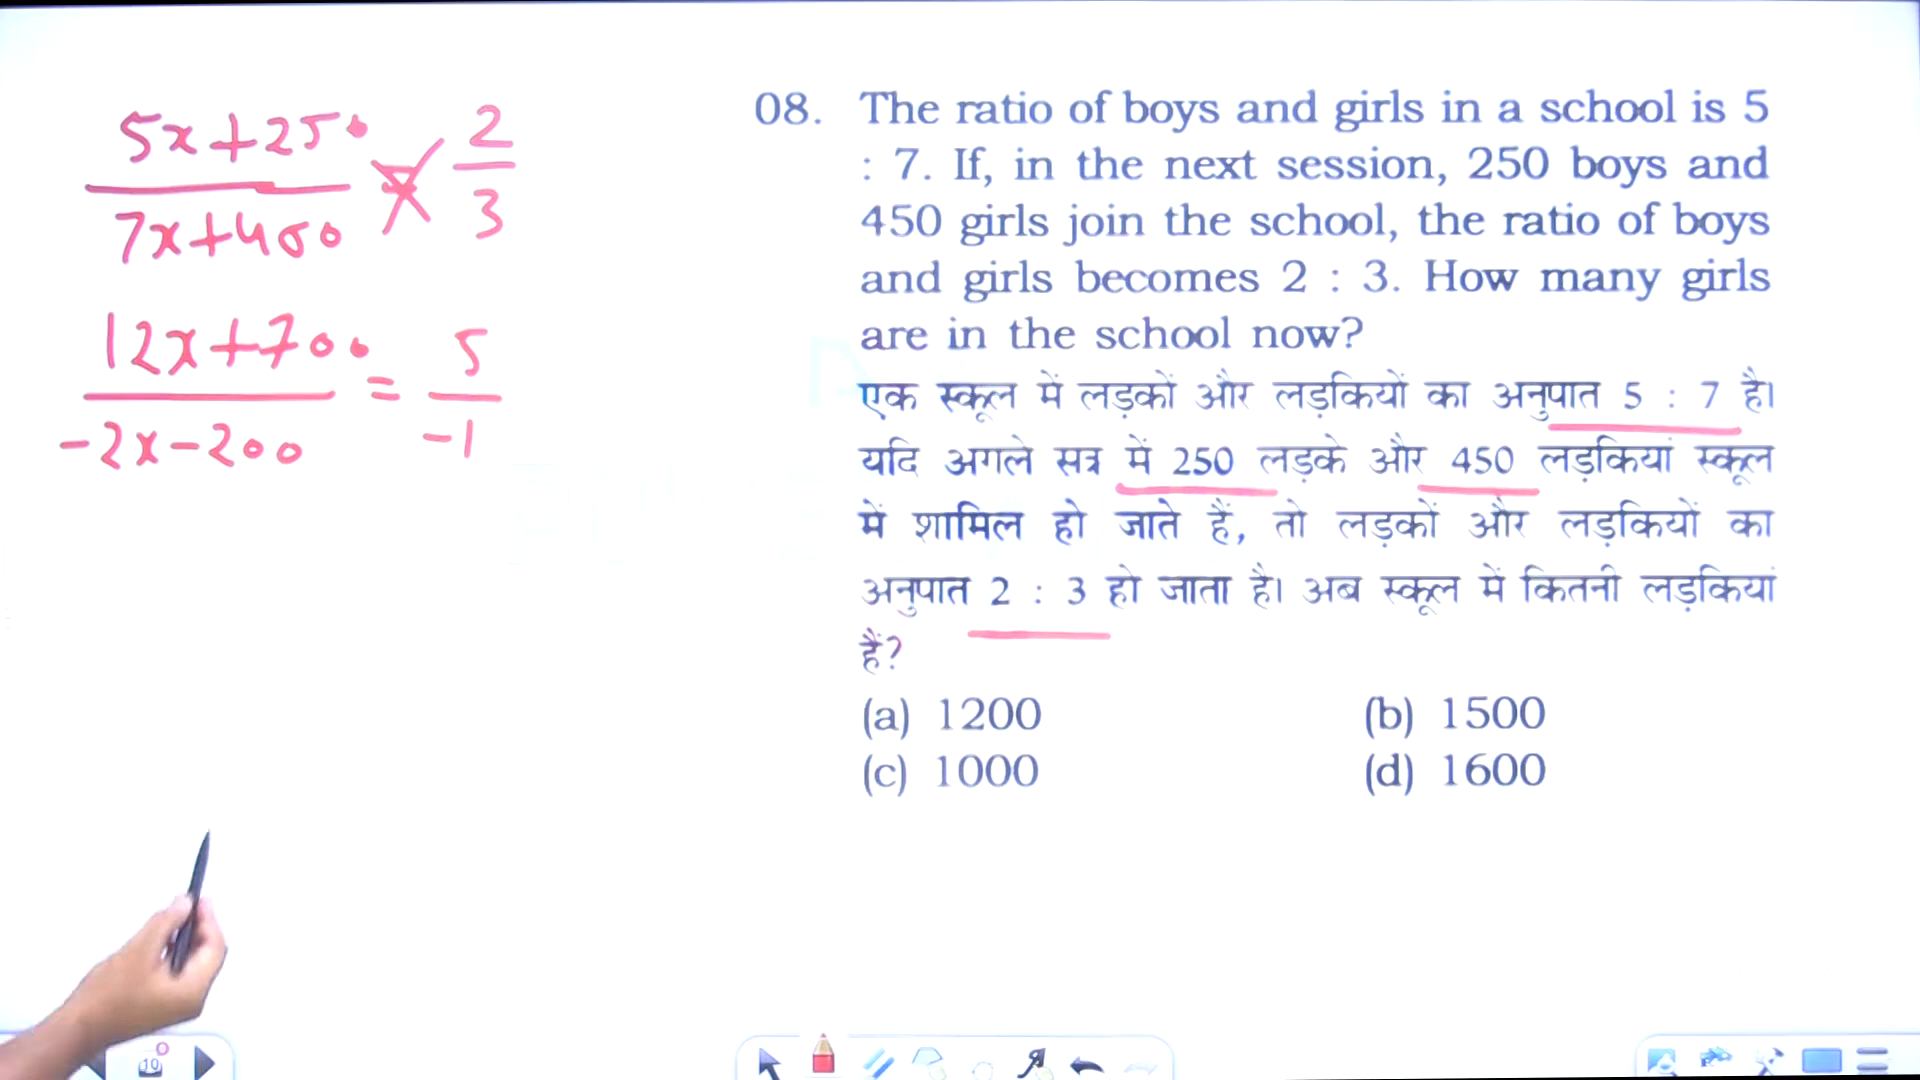 5x+250
7x+400
2
3
12x+700
-2x-200
=
5
-1
08. The ratio of boys and girls in a school is 5
: 7. If, in the next session, 250 boys and
450 girls join the school, the ratio of boys
and girls becomes 2 : 3. How many girls
are in the school now?
एक स्कूल में लड़कों और लड़कियों का अनुपात 5 : 7 है।
यदि अगले सत्र में 250 लड़के और 450 लड़कियां स्कूल
में शामिल हो जाते हैं, तो लड़कों और लड़कियों का
अनुपात 2 : 3 हो जाता है। अब स्कूल में कितनी लड़कियां
हैं?
(a) 1200 (b) 1500
(c) 1000 (d) 1600
10